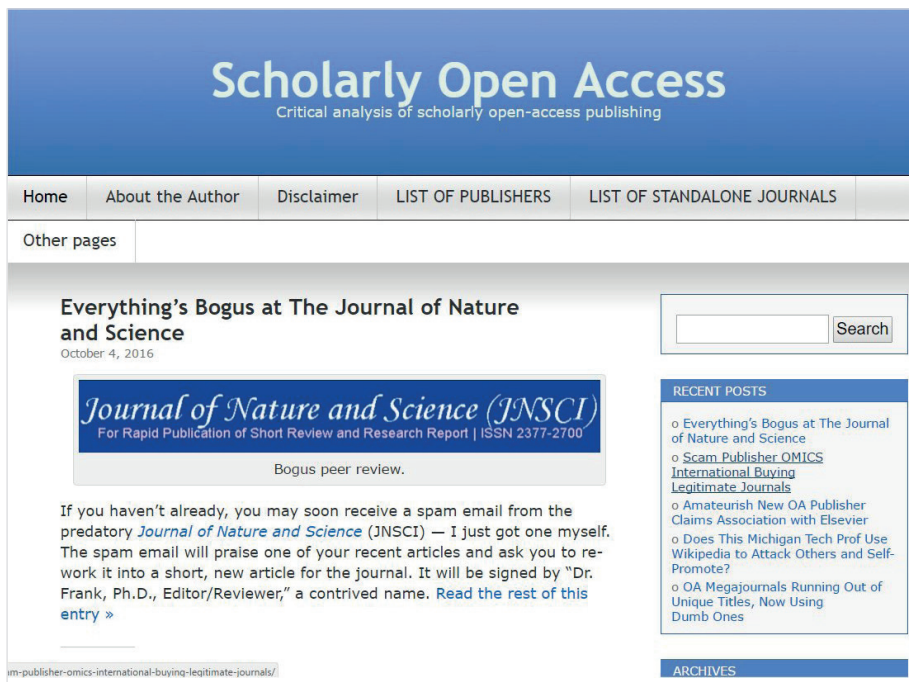 Scholarly Open Access
Critical analysis of scholarly open-access publishing
Home
About the Author
Disclaimer
LIST OF PUBLISHERS
LIST OF STANDALONE JOURNALS
Other pages
Everything's Bogus at The Journal of Nature
and Science
October 4, 2016
Journal of Nature and Science (JNSCI)
For Rapid Publication of Short Review and Research Report | ISSN 2377-2700
Bogus peer review.
If you haven't already, you may soon receive a spam email from the
predatory Journal of Nature and Science (JNSCI) — I just got one myself.
The spam email will praise one of your recent articles and ask you to re-
work it into a short, new article for the journal. It will be signed by "Dr.
Frank, Ph.D., Editor/Reviewer," a contrived name. Read the rest of this
entry »
Search
RECENT POSTS
o Everything's Bogus at The Journal
of Nature and Science
o Scam Publisher OMICS
International Buying
Legitimate Journals
o Amateurish New OA Publisher
Claims Association with Elsevier
o Does This Michigan Tech Prof Use
Wikipedia to Attack Others and Self-
Promote?
o OA Megajournals Running Out of
Unique Titles, Now Using
Dumb Ones
ARCHIVES
m-publisher-omics-international-buying-legitimate-journals/